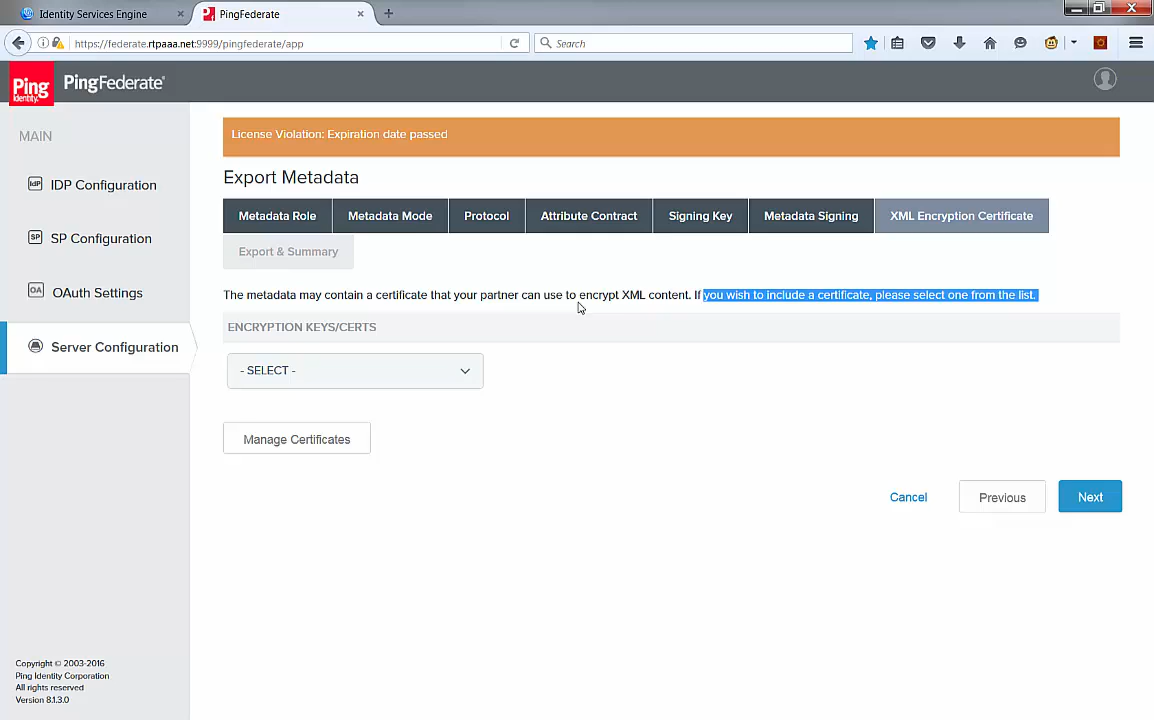 Identity Services Engine
PingFederate
https://federate.rtpaaa.net:9999/pingfederate/app
Search
Ping
Identity.
PingFederate®
MAIN
IdP IDP Configuration
SP SP Configuration
OA OAuth Settings
Server Configuration
License Violation: Expiration date passed
Export Metadata
Metadata Role
Metadata Mode
Protocol
Attribute Contract
Signing Key
Metadata Signing
XML Encryption Certificate
Export & Summary
The metadata may contain a certificate that your partner can use to encrypt XML content. If you wish to include a certificate, please select one from the list.
ENCRYPTION KEYS/CERTS
- SELECT -
Manage Certificates
Cancel
Previous
Next
Copyright © 2003-2016
Ping Identity Corporation
All rights reserved
Version 8.1.3.0